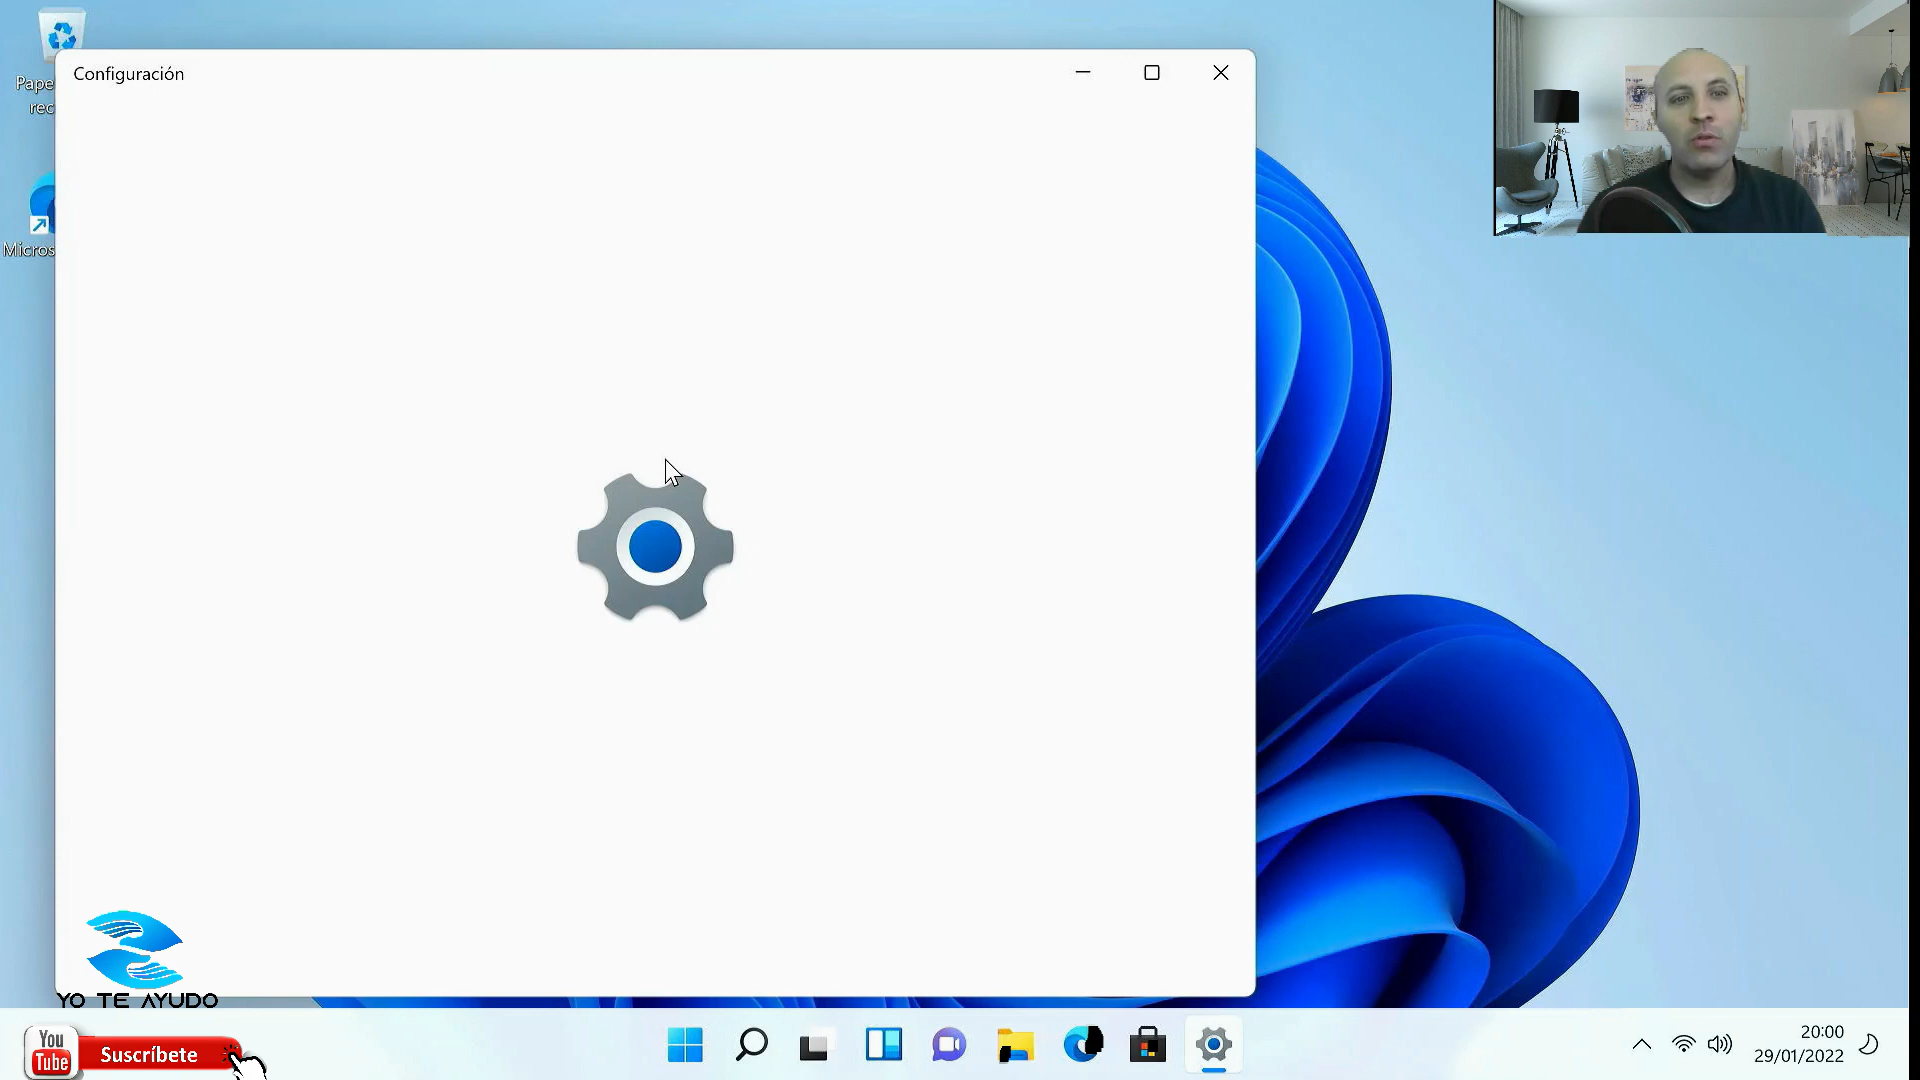 Pape
rec
Configuración
Micros
YO TE AYUDO
You
Tube
Suscríbete
20:00
29/01/2022